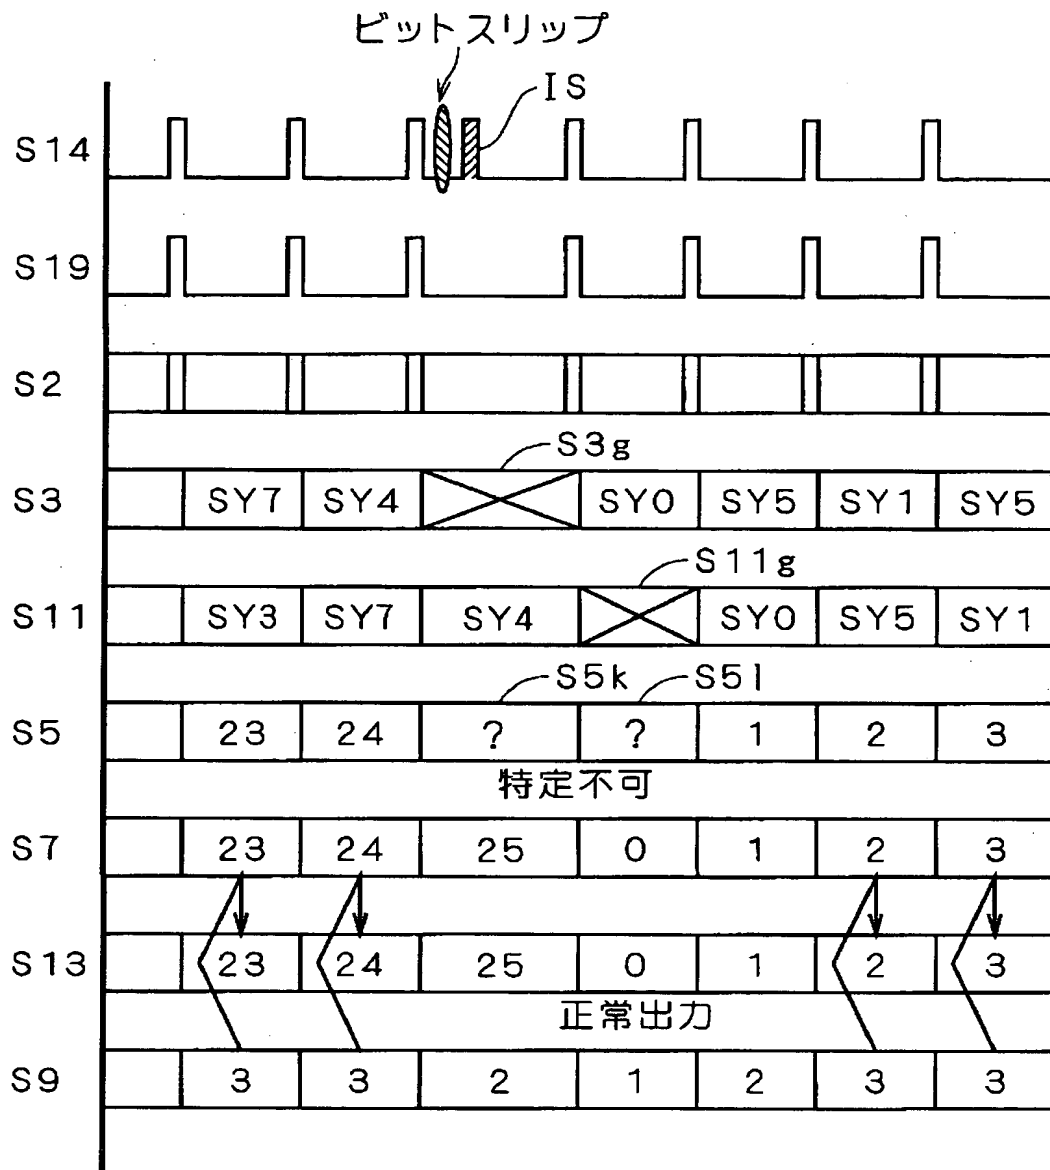 ビットスリップ
IS
S14
S19
S2
S3g
S3 SY7 SY4 SY0 SY5 SY1 SY5
S11g
S11 SY3 SY7 SY4 SY0 SY5 SY1
S5k S5l
S5 23 24 ? ? 1 2 3
特定不可
S7 23 24 25 0 1 2 3
S13 23 24 25 0 1 2 3
正常出力
S9 3 3 2 1 2 3 3